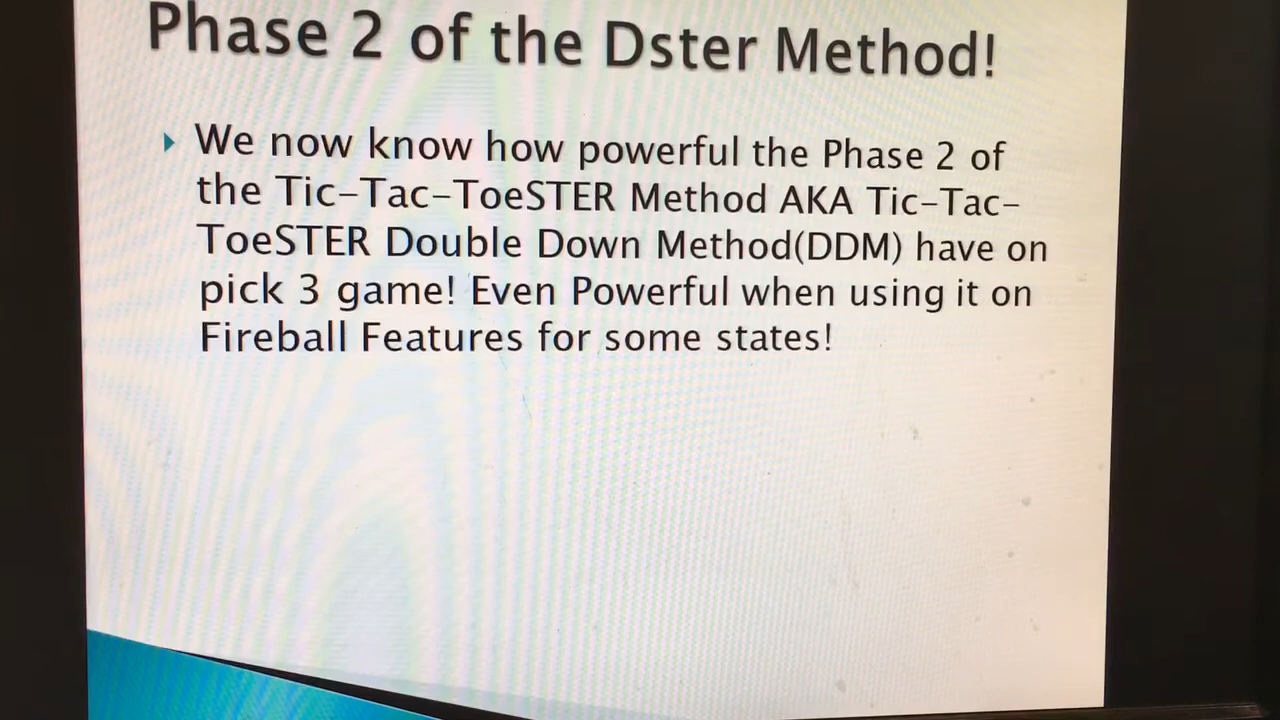 Phase 2 of the Dster Method!
We now know how powerful the Phase 2 of
the Tic-Tac-ToeSTER Method AKA Tic-Tac-
ToeSTER Double Down Method(DDM) have on
pick 3 game! Even Powerful when using it on
Fireball Features for some states!